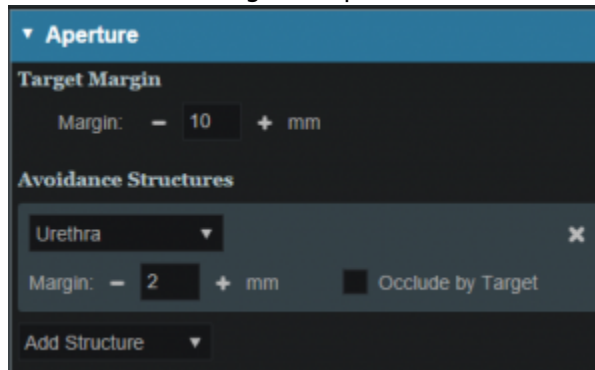 Aperture
Target Margin
Margin: − 10 + mm
Avoidance Structures
Urethra
Margin: − 2 + mm Occlude by Target
Add Structure